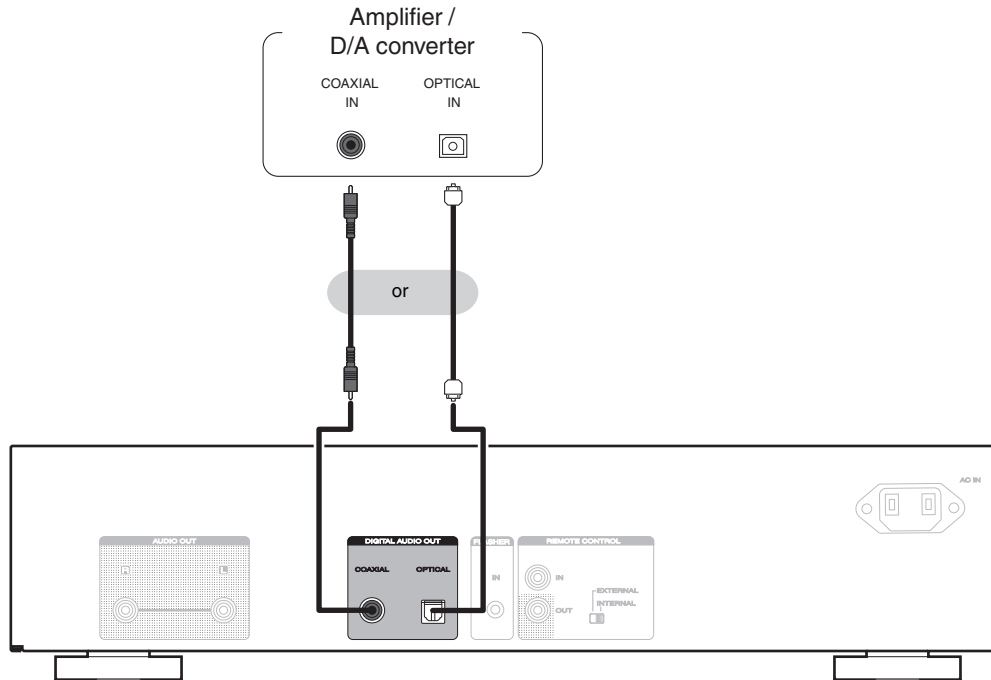 Amplifier /
D/A converter
COAXIAL
IN
OPTICAL
IN
or
AC IN
AUDIO OUT
DIGITAL AUDIO OUT
FLASHER
REMOTE CONTROL
COAXIAL
OPTICAL
IN
IN
EXTERNAL
INTERNAL
OUT